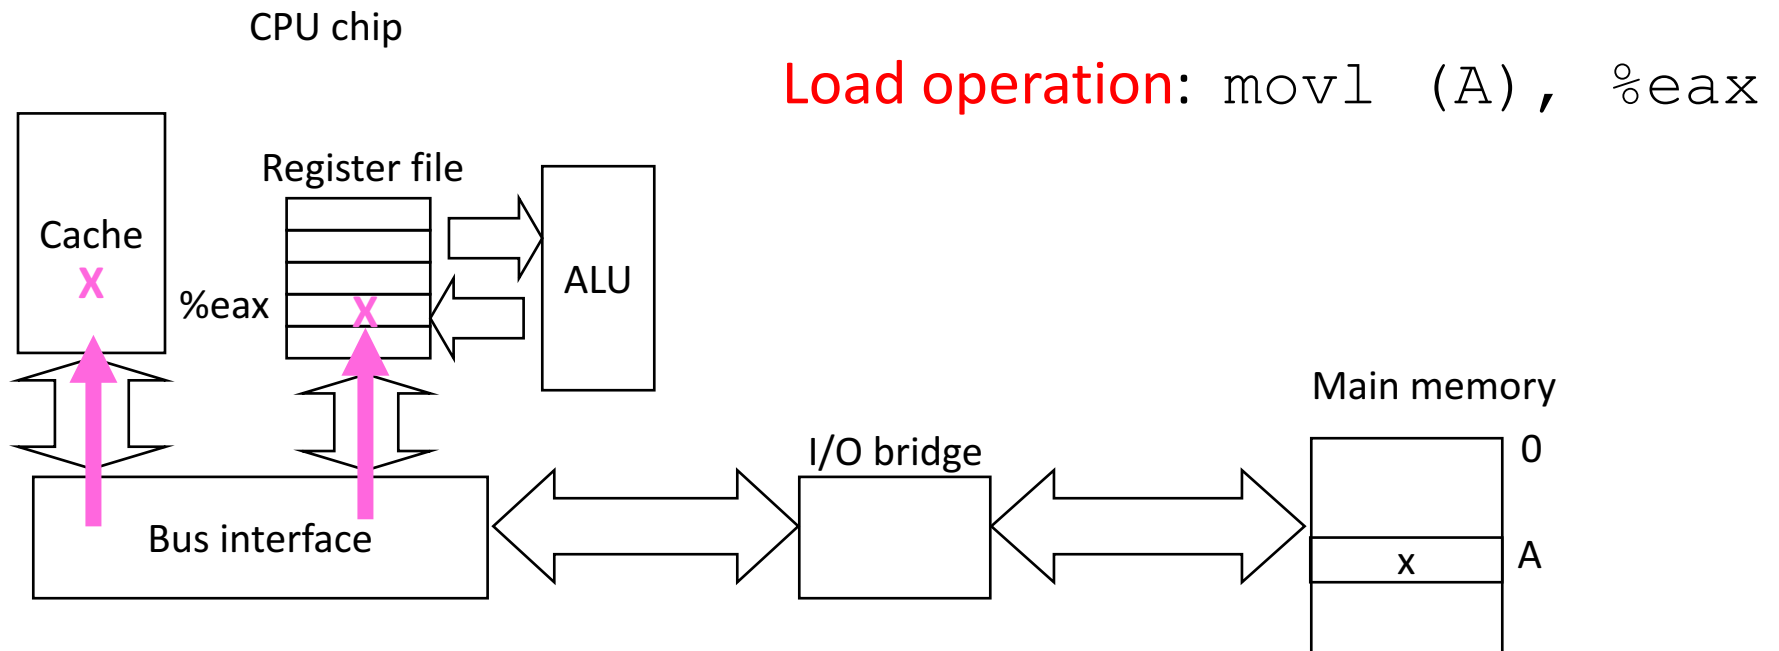 CPU chip
Load operation: movl (A), %eax
Register file
Cache
X
%eax
X
ALU
Main memory
I/O bridge
0
Bus interface
x
A